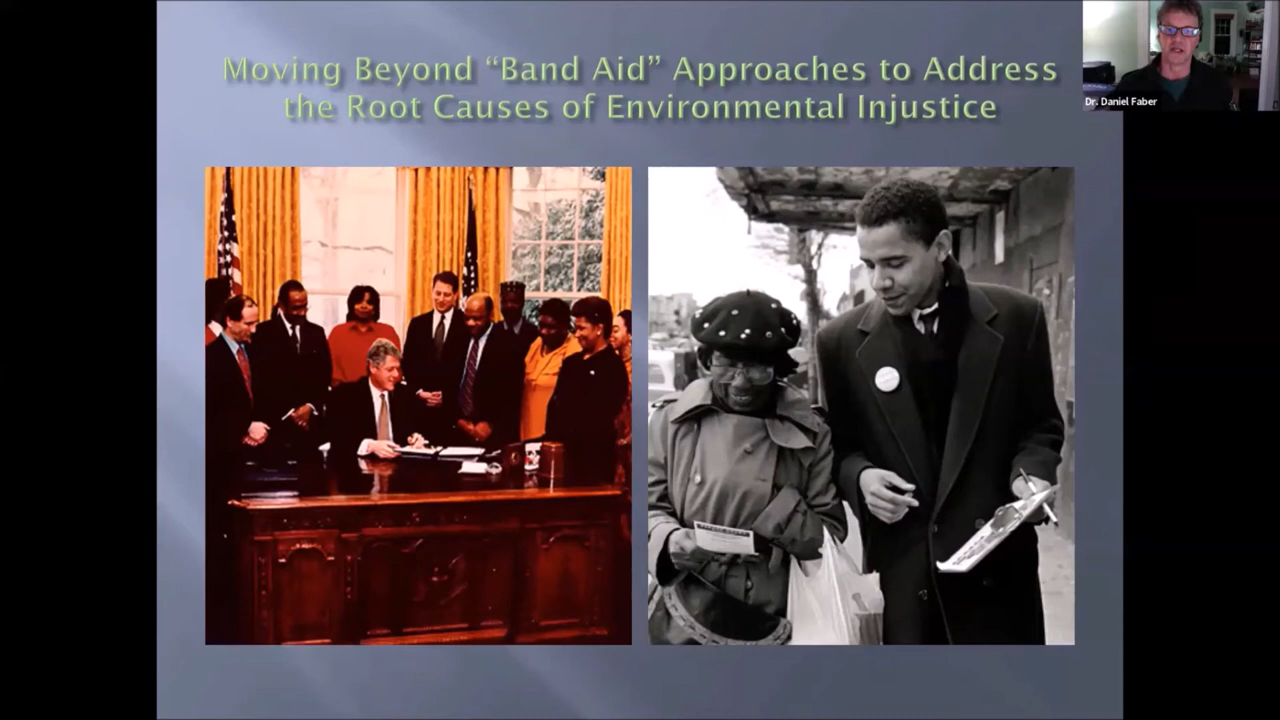 Moving Beyond “Band Aid” Approaches to Address
the Root Causes of Environmental Injustice
Dr. Daniel Faber